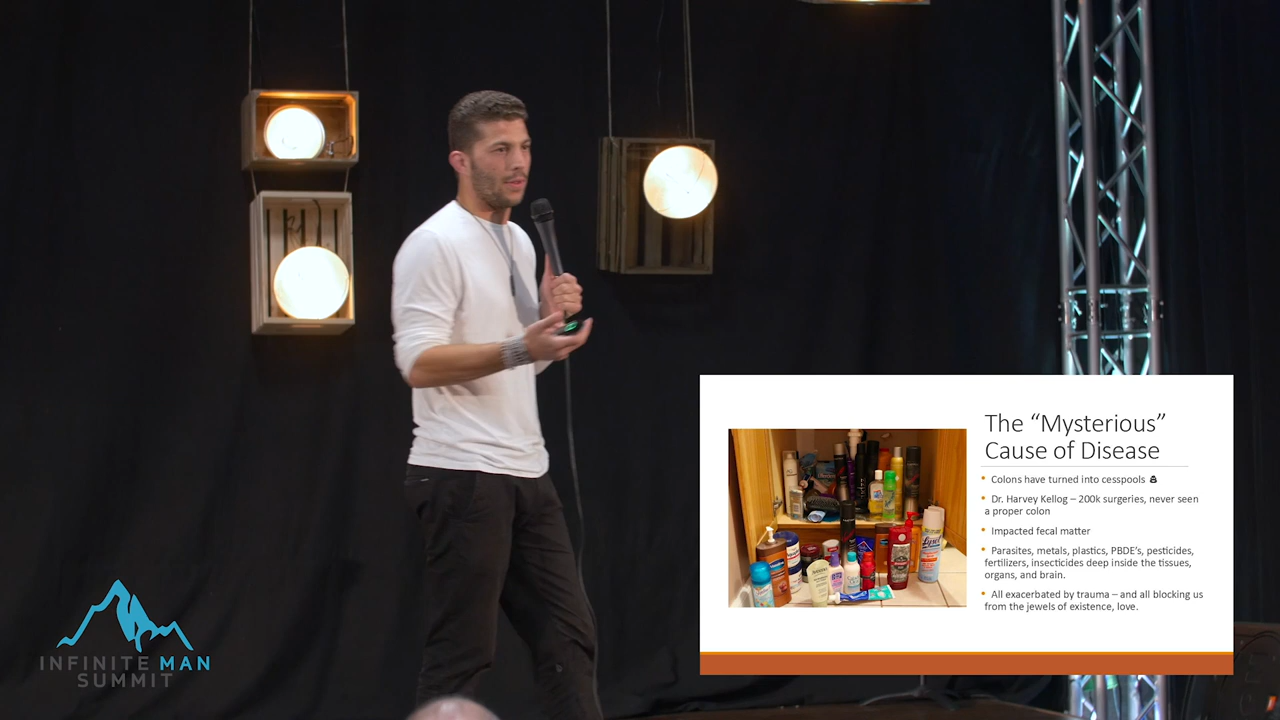 The “Mysterious”
Cause of Disease
• Colons have turned into cesspools 💩
• Dr. Harvey Kellog – 200k surgeries, never seen
a proper colon
• Impacted fecal matter
• Parasites, metals, plastics, PBDE’s, pesticides,
fertilizers, insecticides deep inside the tissues,
organs, and brain.
• All exacerbated by trauma – and all blocking us
from the jewels of existence, love.
Lysol
INFINITE MAN
SUMMIT